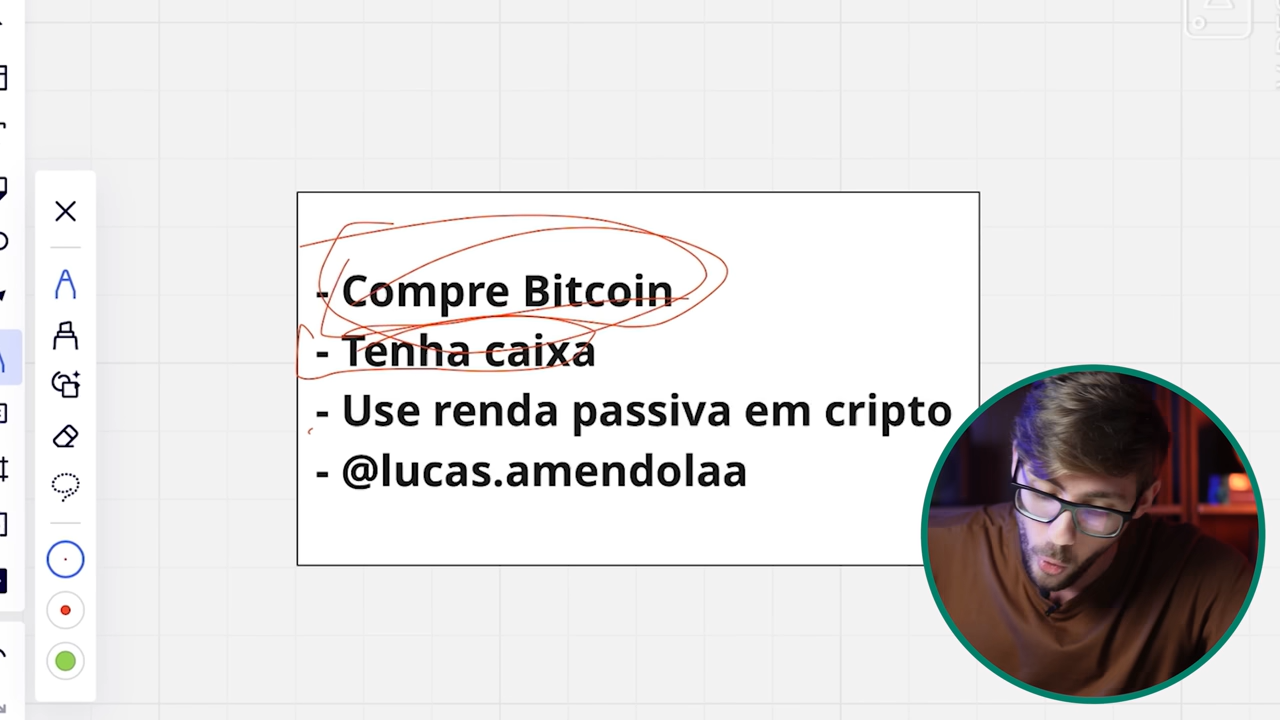 - Compre Bitcoin
- Tenha caixa
- Use renda passiva em cripto
- @lucas.amendolaa